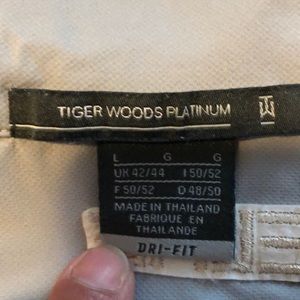 TIGER WOODS PLATINUM TW
L G G
UK 42/44 I 50/52
F 50/52 D 48/50
MADE IN THAILAND
FABRIQUE EN
THAILANDE
DRI-FIT